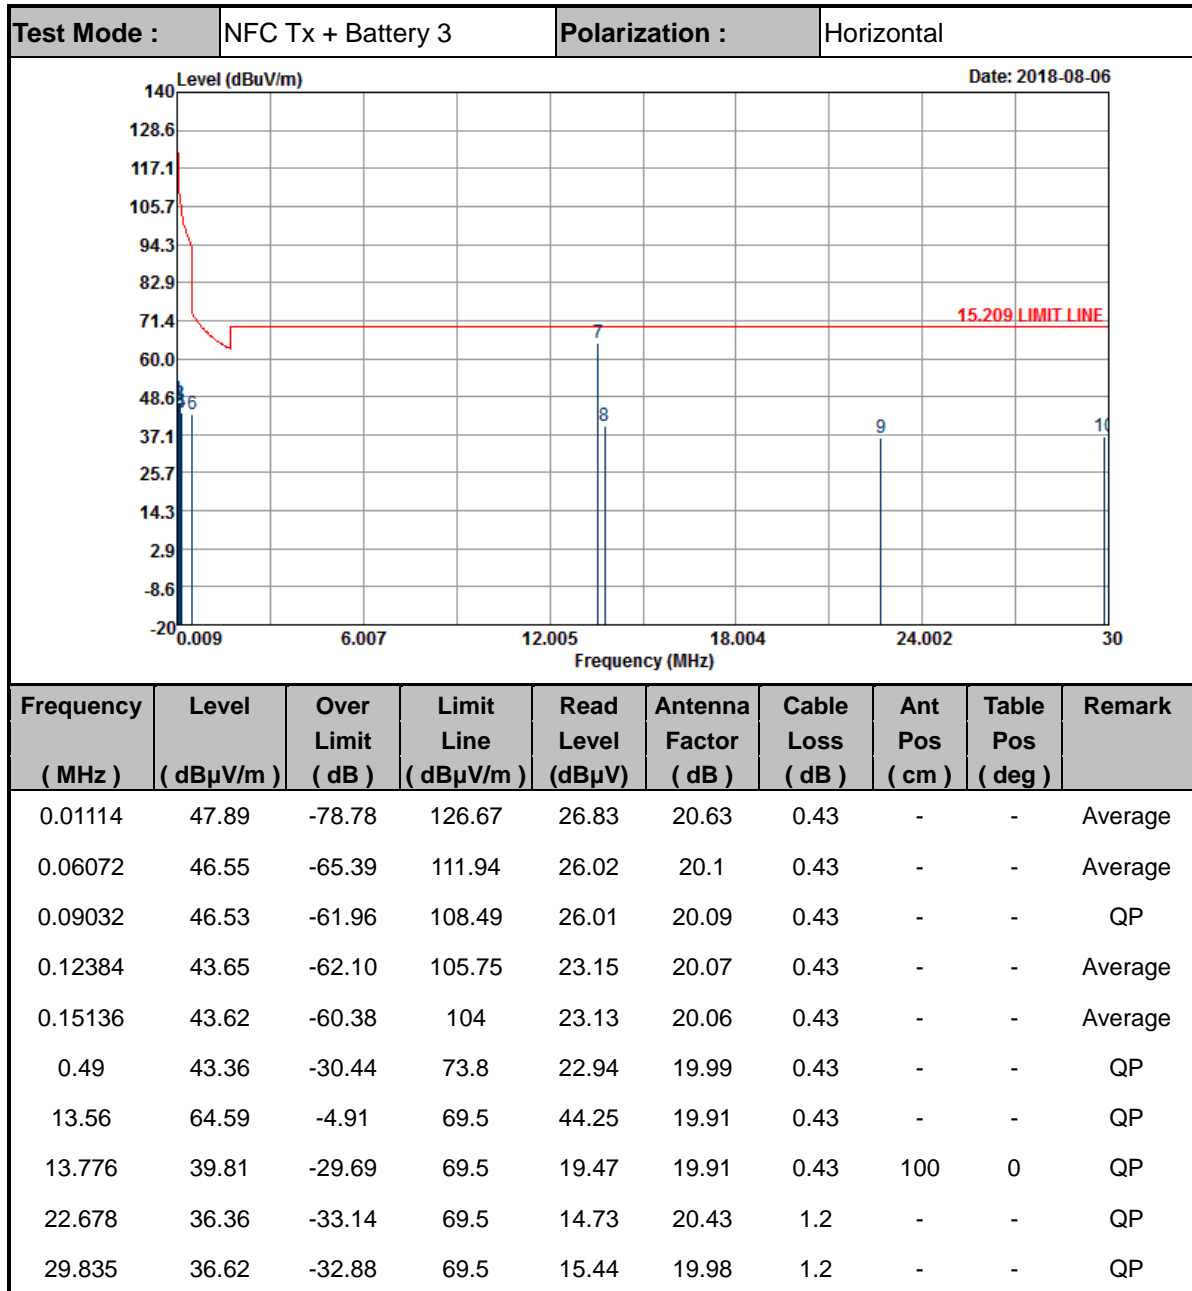 Test Mode : NFC Tx + Battery 3 Polarization : Horizontal
Level (dBuV/m) Date: 2018-08-06
140
128.6
117.1
105.7
94.3
82.9
71.4
60.0
48.6
37.1
25.7
14.3
2.9
-8.6
-20
15.209 LIMIT LINE
6
7
8
9
10
0.009 6.007 12.005 18.004 24.002 30
Frequency (MHz)
Frequency Level Over Limit Read Antenna Cable Ant Table Remark
Limit Line Level Factor Loss Pos Pos
( MHz ) ( dBµV/m ) ( dB ) ( dBµV/m ) (dBµV) ( dB ) ( dB ) ( cm ) ( deg )
0.01114 47.89 -78.78 126.67 26.83 20.63 0.43 - - Average
0.06072 46.55 -65.39 111.94 26.02 20.1 0.43 - - Average
0.09032 46.53 -61.96 108.49 26.01 20.09 0.43 - - QP
0.12384 43.65 -62.10 105.75 23.15 20.07 0.43 - - Average
0.15136 43.62 -60.38 104 23.13 20.06 0.43 - - Average
0.49 43.36 -30.44 73.8 22.94 19.99 0.43 - - QP
13.56 64.59 -4.91 69.5 44.25 19.91 0.43 - - QP
13.776 39.81 -29.69 69.5 19.47 19.91 0.43 100 0 QP
22.678 36.36 -33.14 69.5 14.73 20.43 1.2 - - QP
29.835 36.62 -32.88 69.5 15.44 19.98 1.2 - - QP